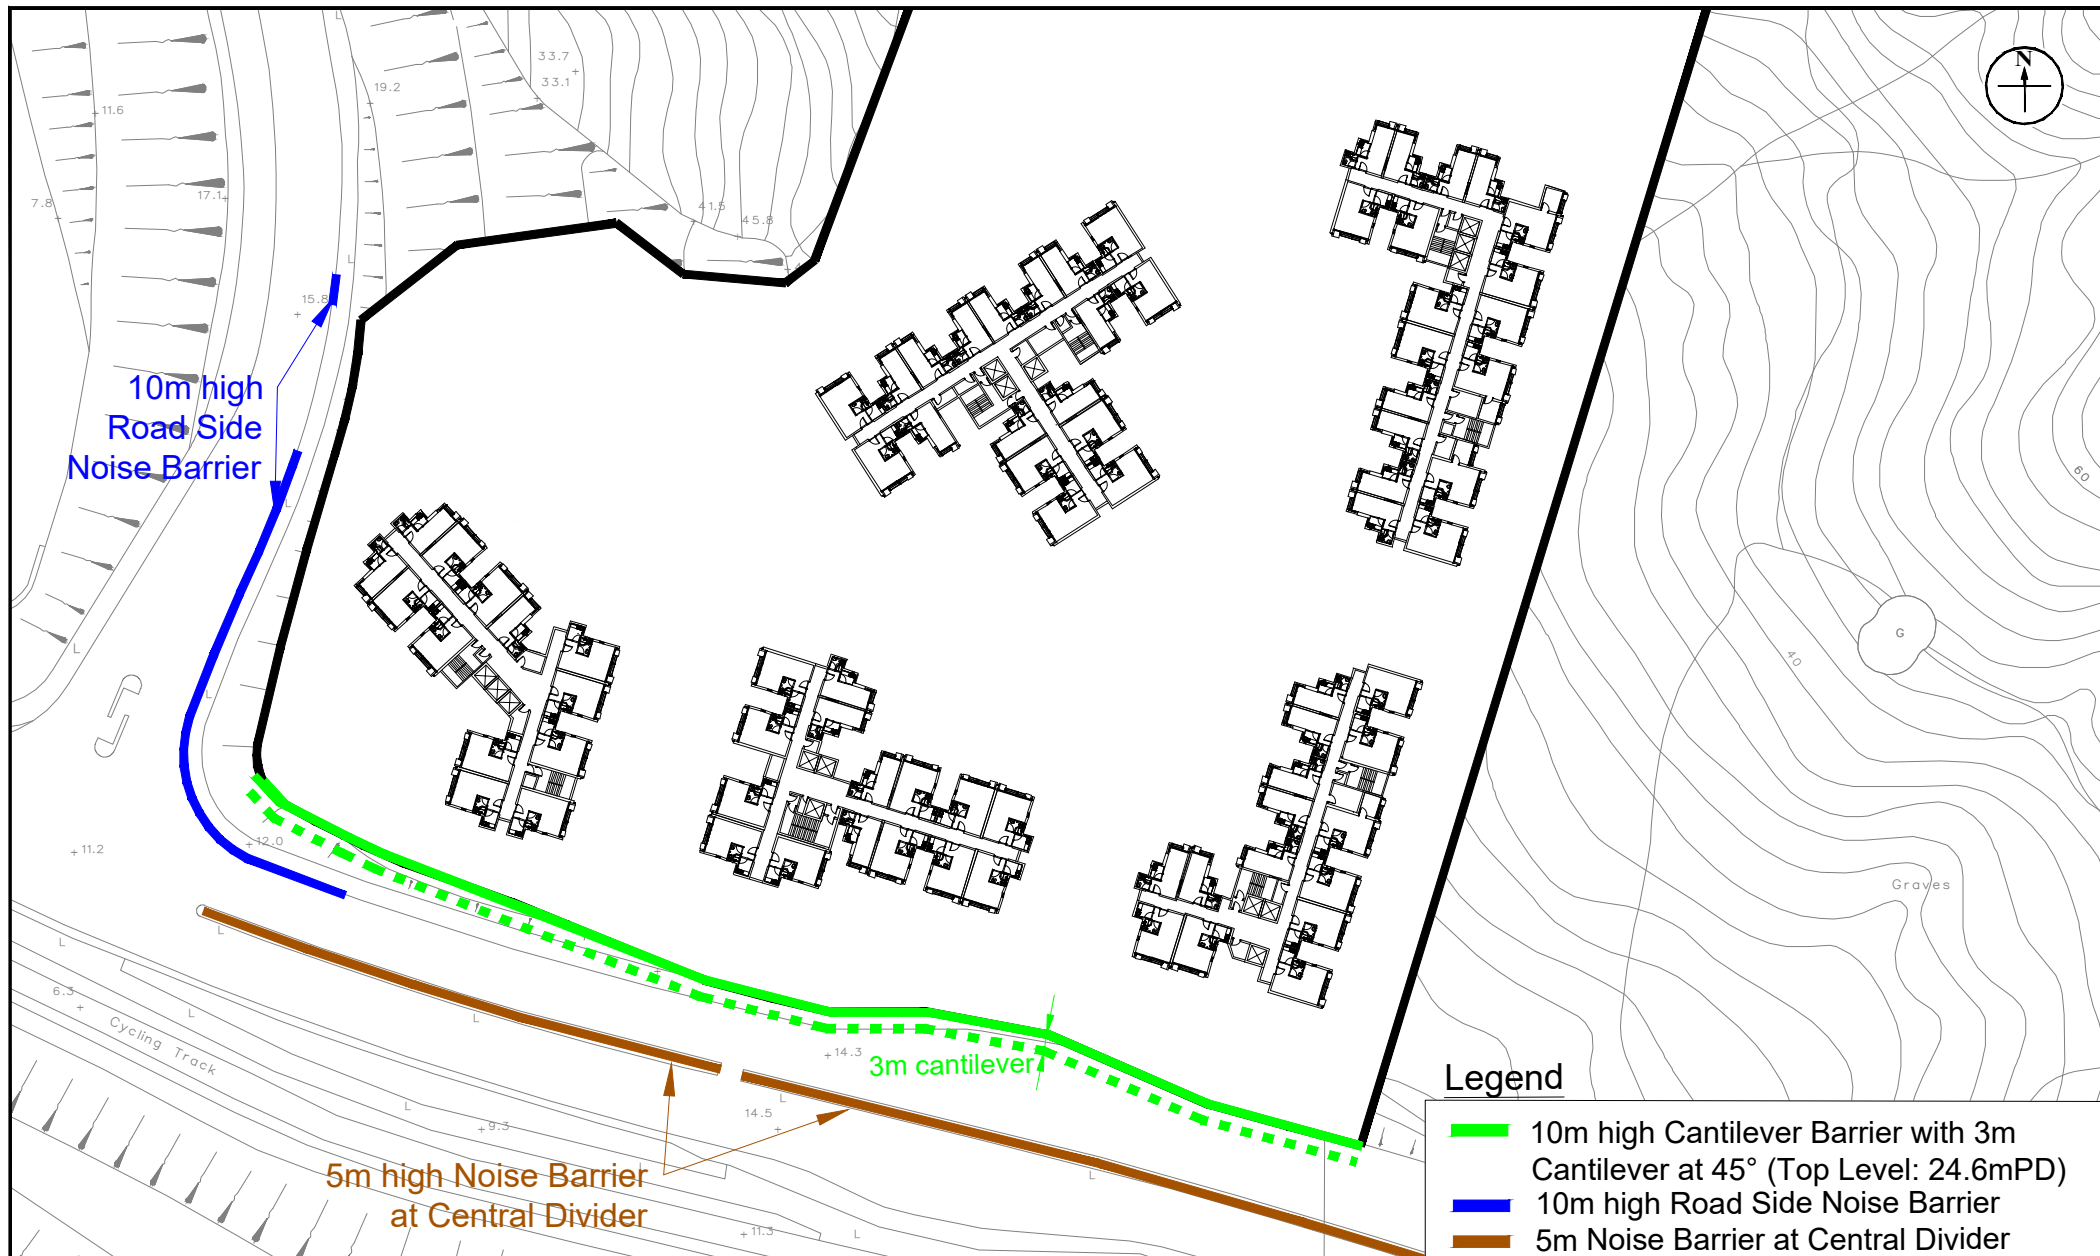 33.7
33.1
N
19.2
11.6
17.1
7.8
41.5
45.8
L
15.8
10m high
Road Side
Noise Barrier
L
60
G
40
L
L
12.0
11.2
Graves
L
L
6.3
Cycling Track
L
L
14.3
3m cantilever
Legend
L
14.5
9.3
L
10m high Cantilever Barrier with 3m
Cantilever at 45° (Top Level: 24.6mPD)
5m high Noise Barrier
at Central Divider
L
10m high Road Side Noise Barrier
11.3
L
5m Noise Barrier at Central Divider